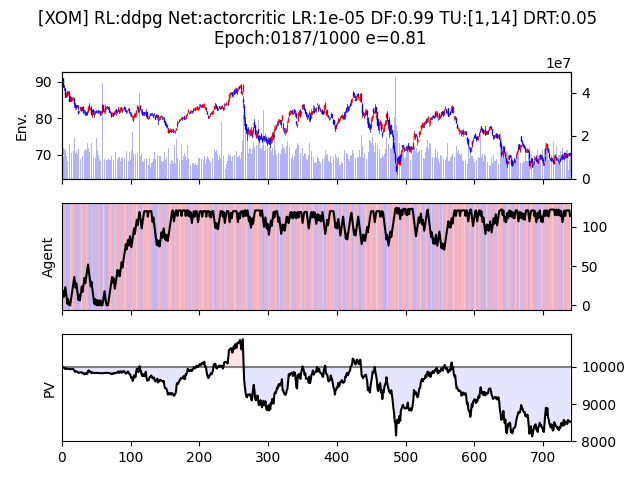 [XOM] RL:ddpg Net:actorcritic LR:1e-05 DF:0.99 TU:[1,14] DRT:0.05
Epoch:0187/1000 e=0.81
1e7
Env.
90
80
70
4
2
0
Agent
100
50
0
PV
10000
9000
8000
0 100 200 300 400 500 600 700